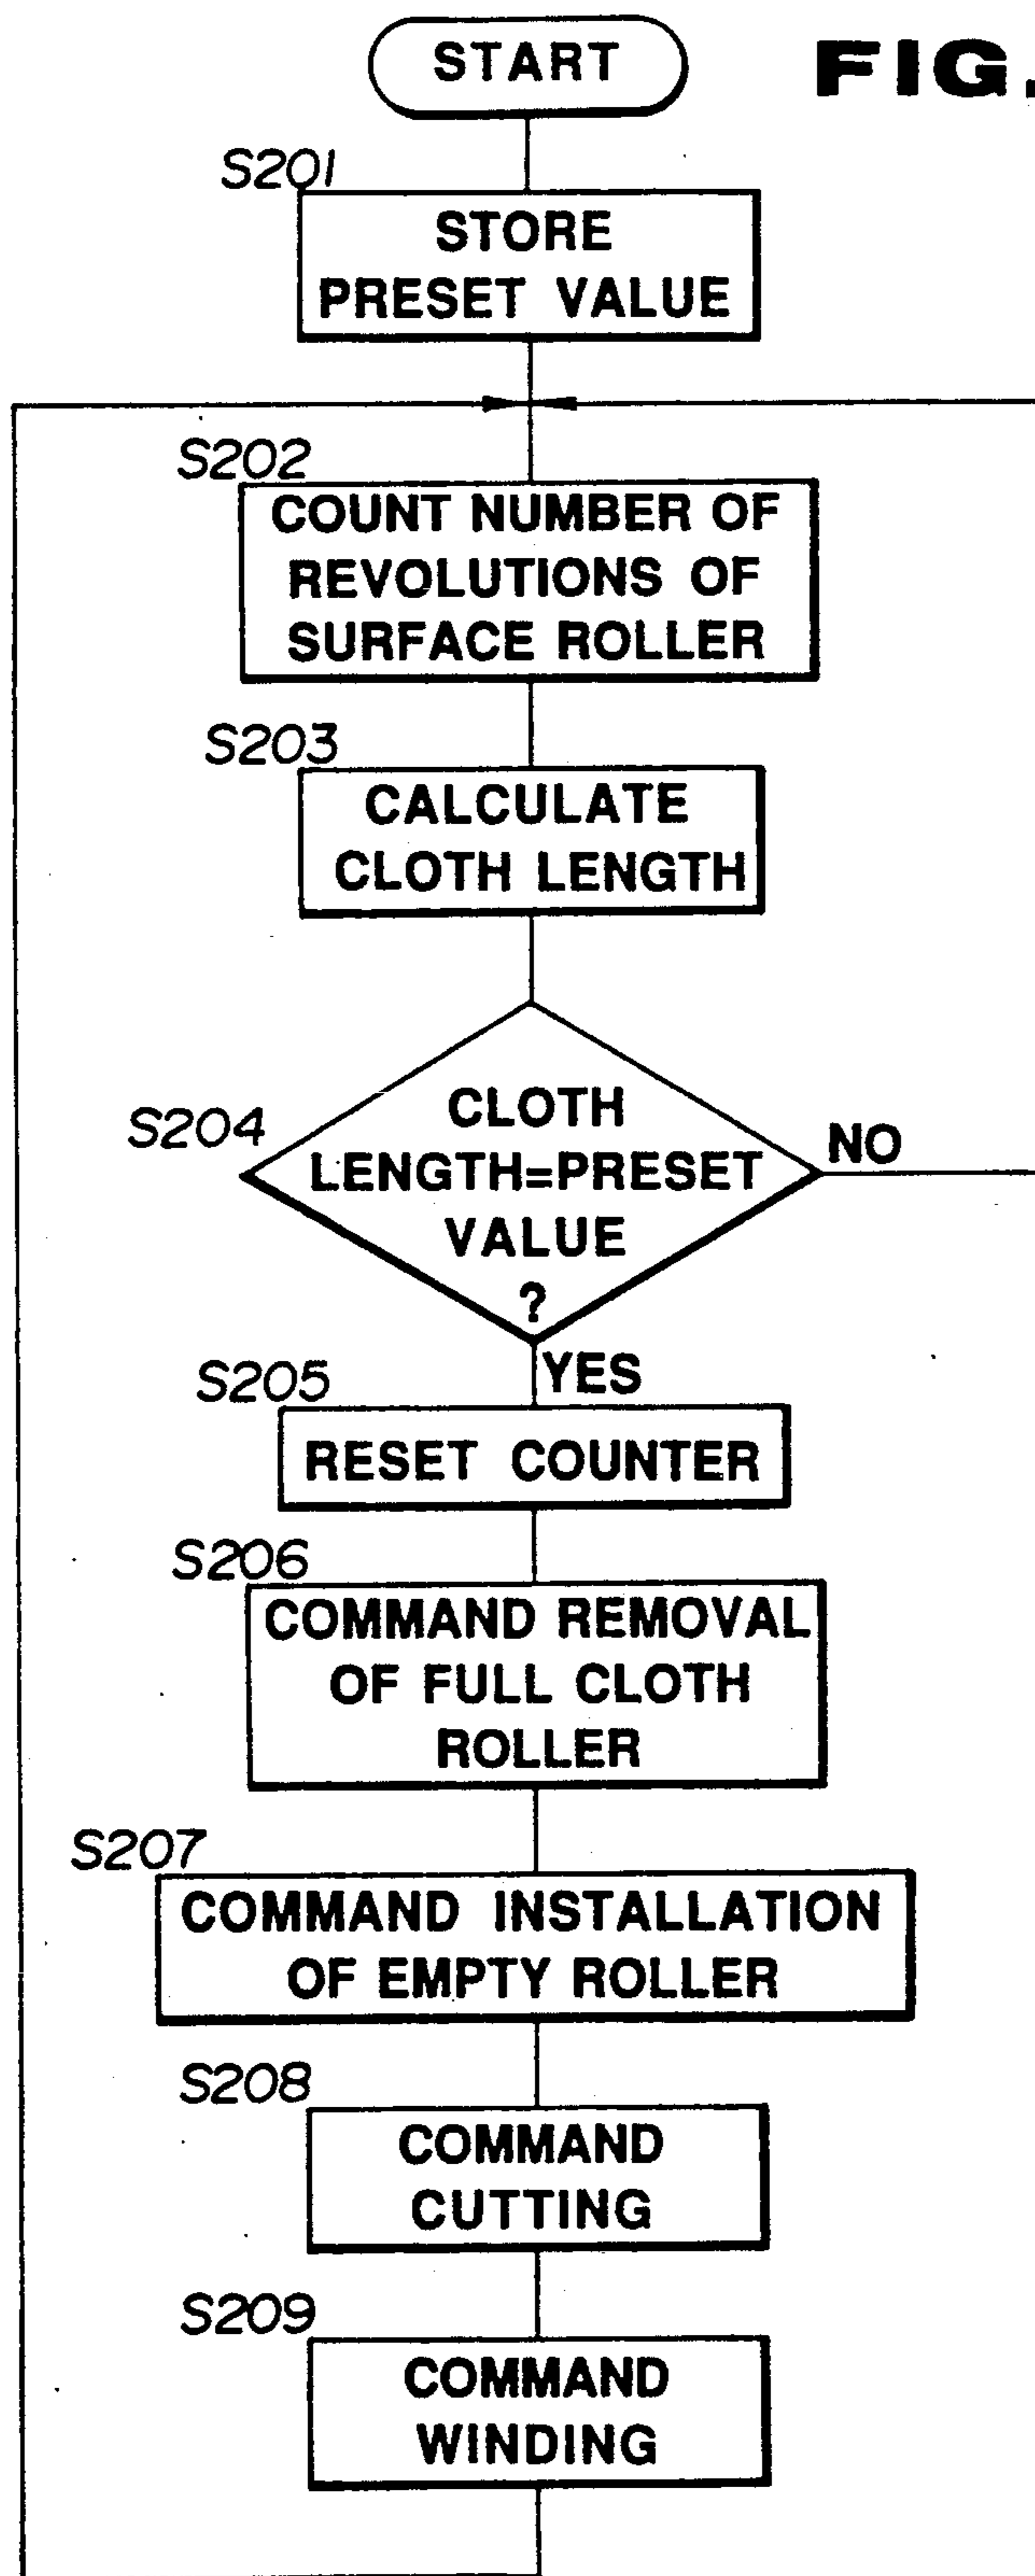 START
FIG.
S201
STORE
PRESET VALUE
S202
COUNT NUMBER OF
REVOLUTIONS OF
SURFACE ROLLER
S203
CALCULATE
CLOTH LENGTH
S204
CLOTH
LENGTH=PRESET
VALUE
?
NO
YES
S205
RESET COUNTER
S206
COMMAND REMOVAL
OF FULL CLOTH
ROLLER
S207
COMMAND INSTALLATION
OF EMPTY ROLLER
S208
COMMAND
CUTTING
S209
COMMAND
WINDING